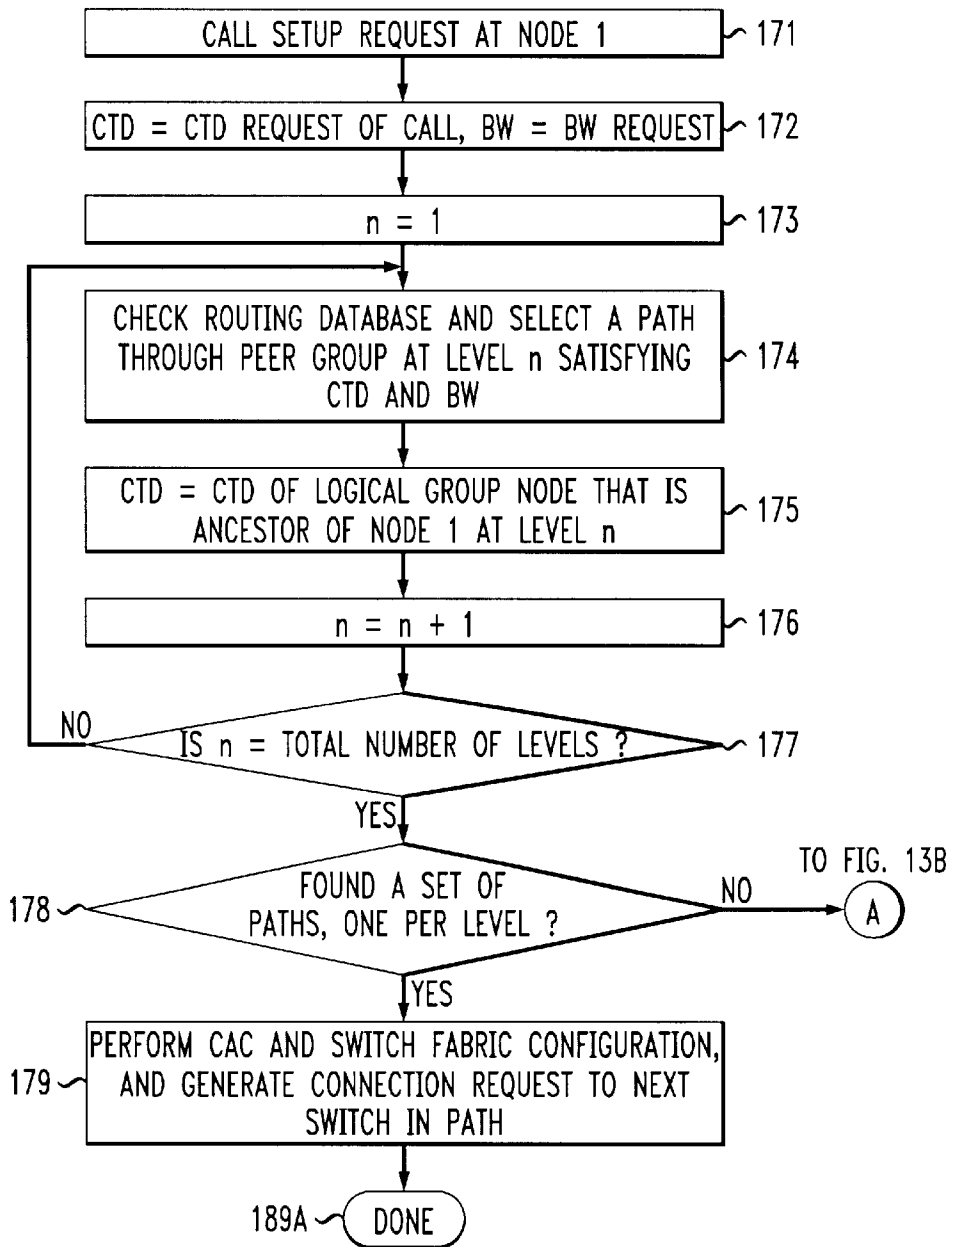 CALL SETUP REQUEST AT NODE 1
171
CTD = CTD REQUEST OF CALL, BW = BW REQUEST
172
n = 1
173
CHECK ROUTING DATABASE AND SELECT A PATH
THROUGH PEER GROUP AT LEVEL n SATISFYING
CTD AND BW
174
CTD = CTD OF LOGICAL GROUP NODE THAT IS
ANCESTOR OF NODE 1 AT LEVEL n
175
n = n + 1
176
NO
IS n = TOTAL NUMBER OF LEVELS ?
177
YES
178
FOUND A SET OF
PATHS, ONE PER LEVEL ?
NO
TO FIG. 13B
A
YES
179
PERFORM CAC AND SWITCH FABRIC CONFIGURATION,
AND GENERATE CONNECTION REQUEST TO NEXT
SWITCH IN PATH
189A
DONE